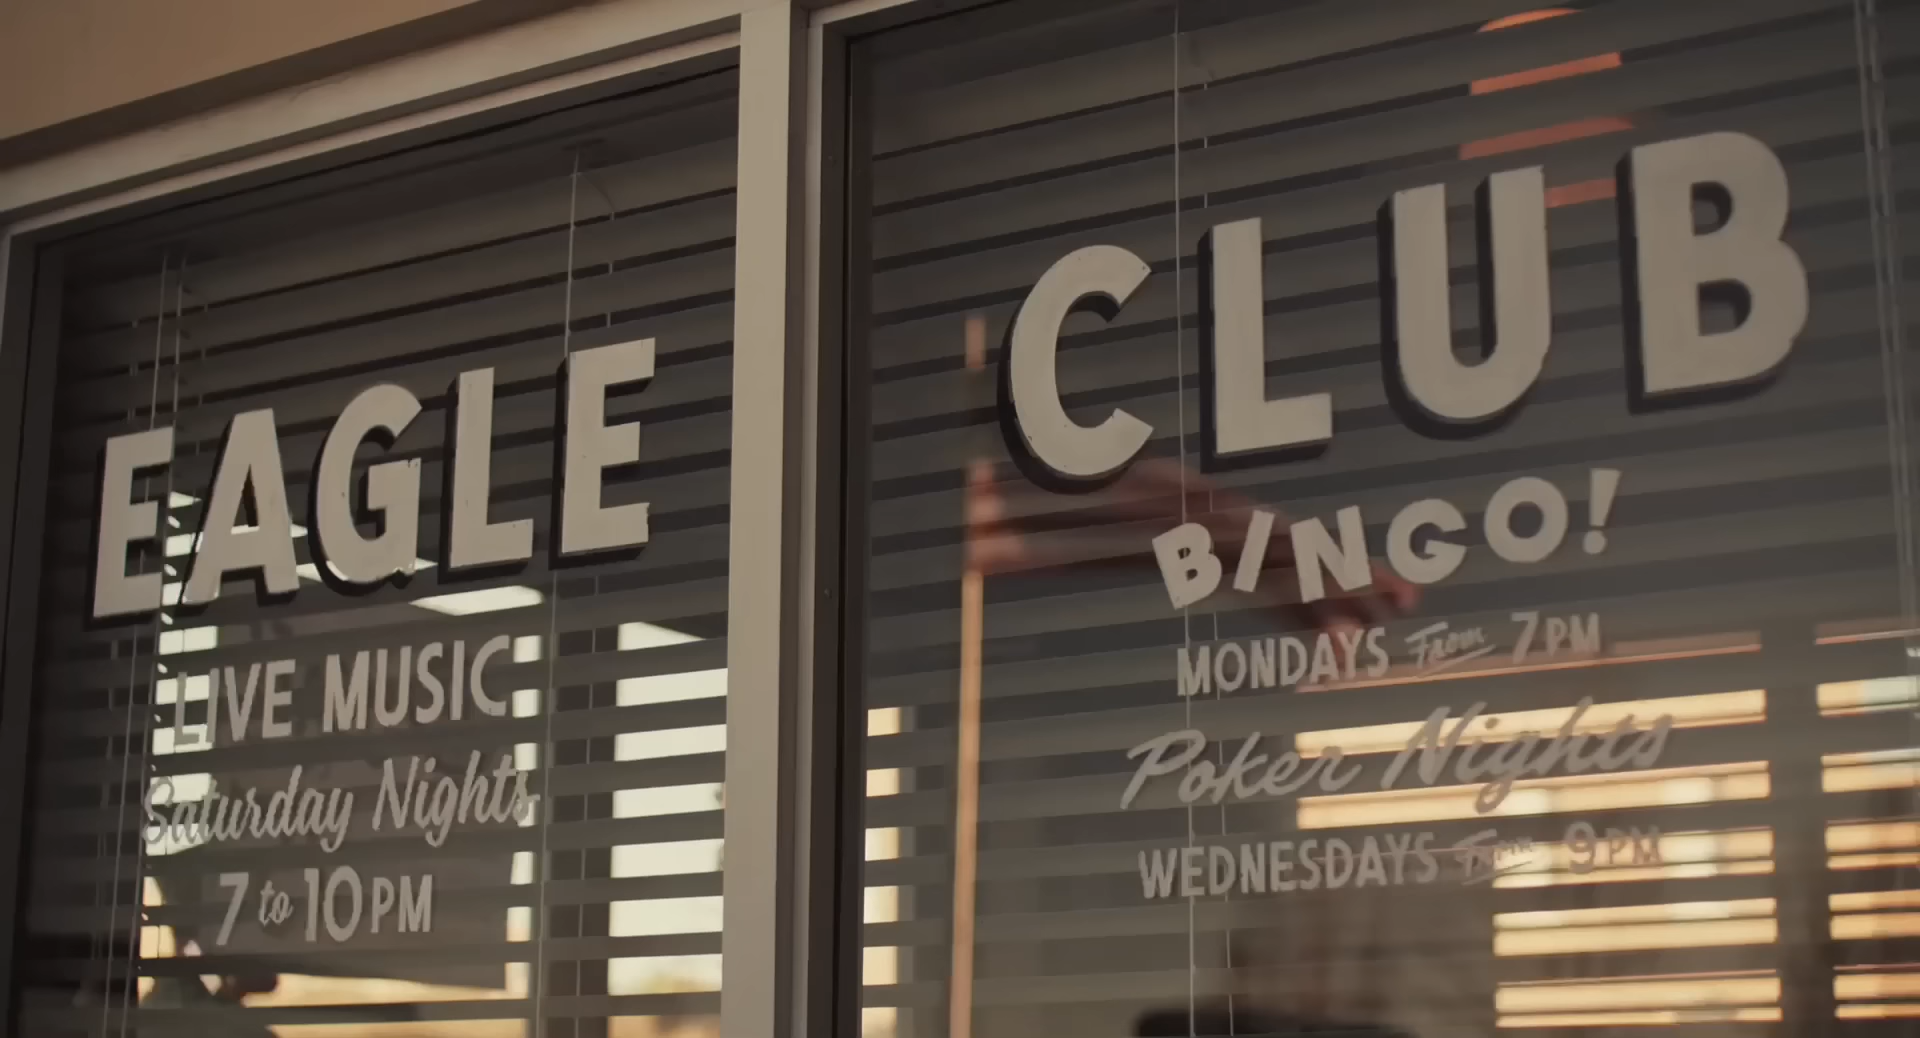 EAGLE CLUB
LIVE MUSIC
Saturday Nights
7 to 10PM
BINGO!
MONDAYS From 7PM
Poker Nights
WEDNESDAYS From 9PM